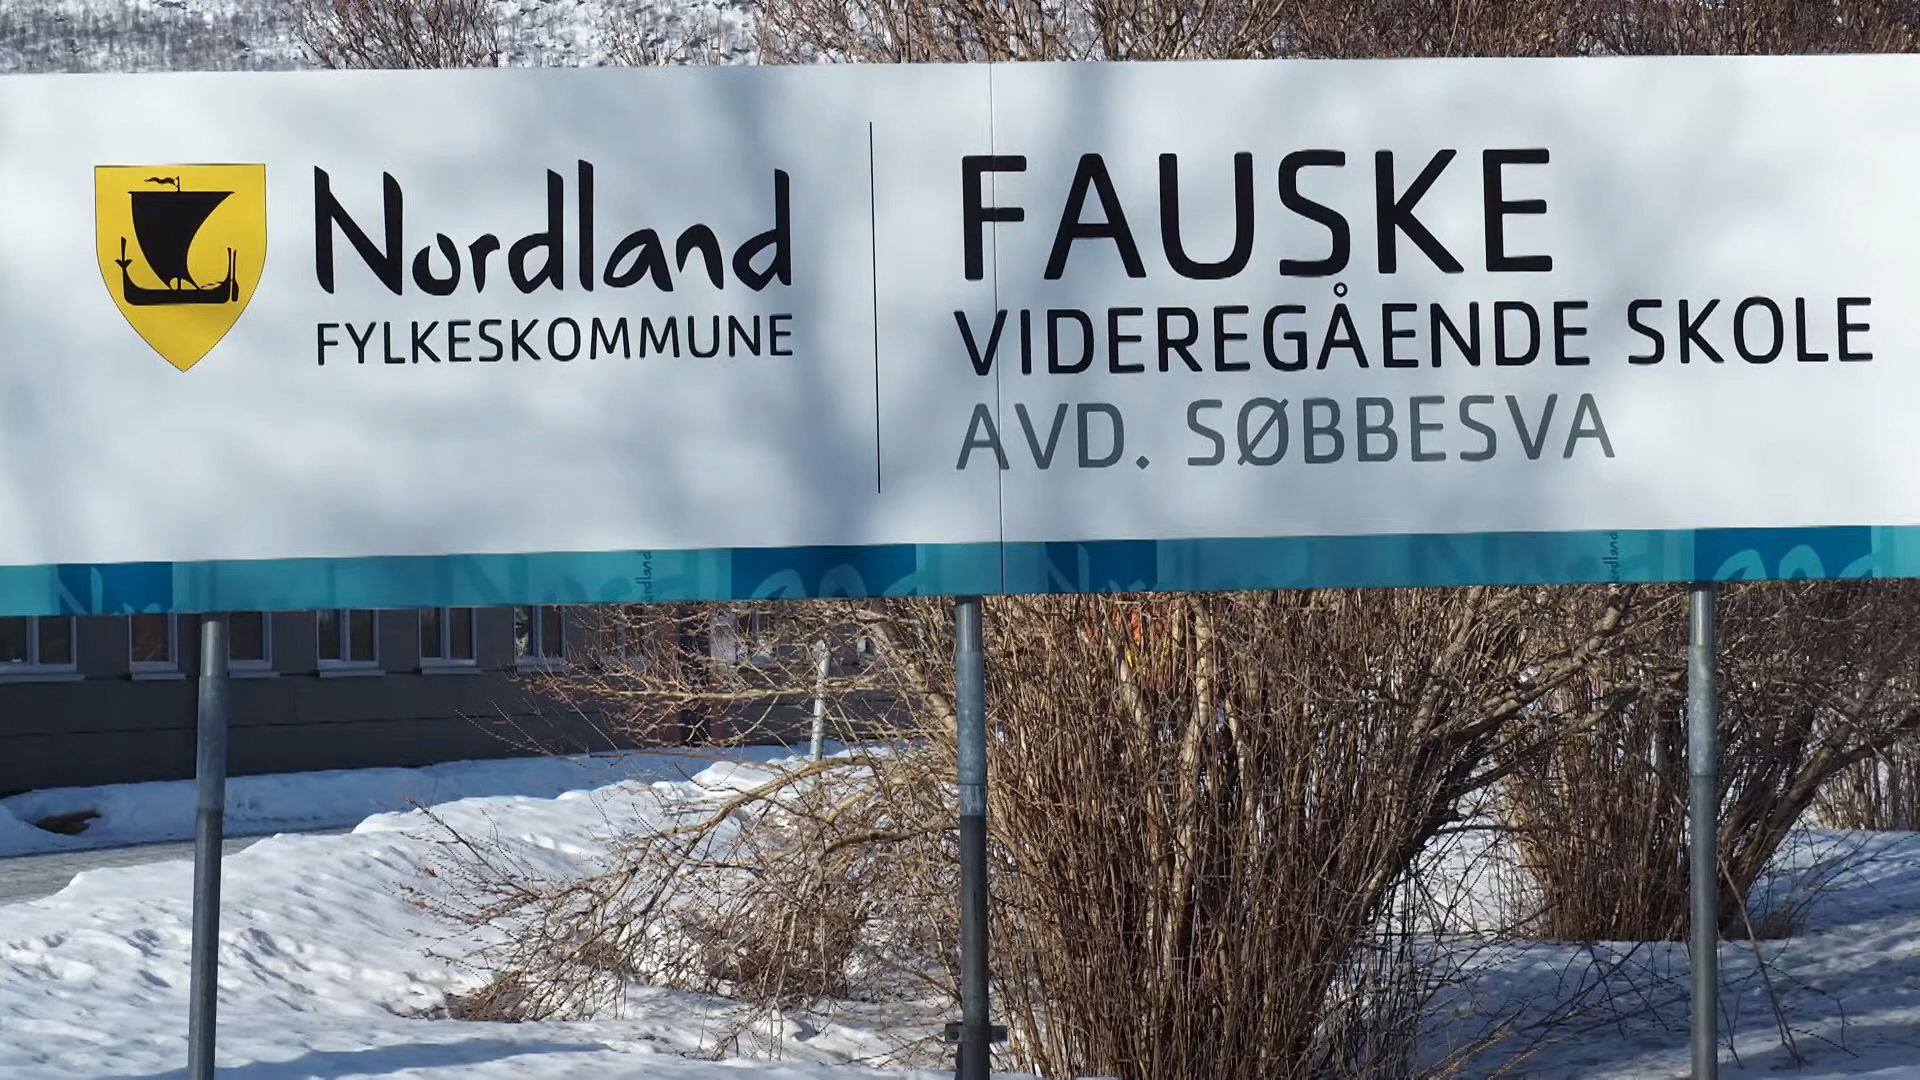 Nordland
FYLKESKOMMUNE
FAUSKE
VIDEREGÅENDE SKOLE
AVD. SØBBESVA